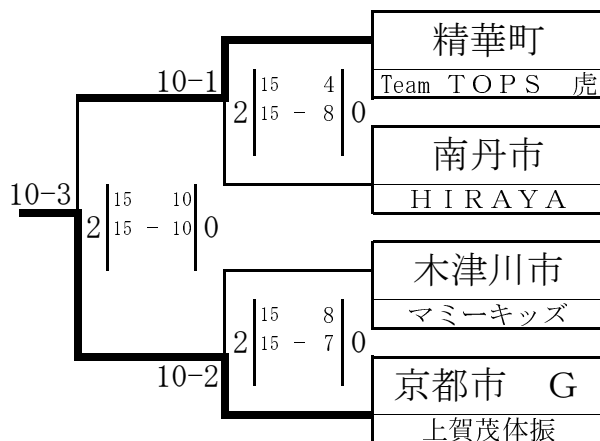 精華町
Team ＴＯＰＳ 虎
10-1
15 4
2 15 － 8 0
南丹市
ＨＩＲＡＹＡ
10-3
15 10
2 15 － 10 0
木津川市
マミーキッズ
15 8
2 15 － 7 0
10-2
京都市　Ｇ
上賀茂体振